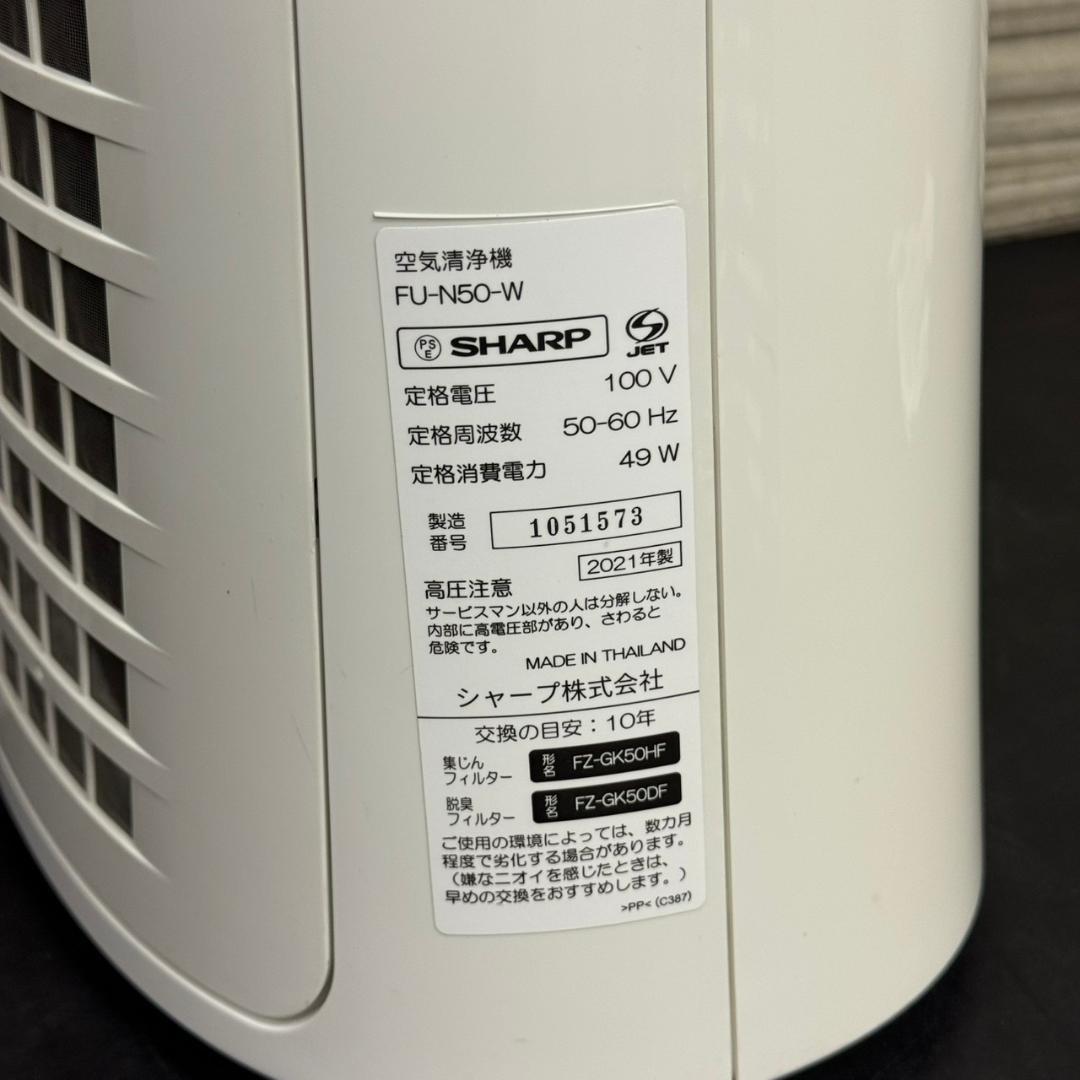 空気清浄機
FU-N50-W
PSE SHARP JET
定格電圧 100 V
定格周波数 50-60 Hz
定格消費電力 49 W
製造番号 1051573
2021年製
高圧注意
サービスマン以外の人は分解しない。
内部に高電圧部があり、さわると
危険です。
MADE IN THAILAND
シャープ株式会社
交換の目安：10年
集じんフィルター 形名 FZ-GK50HF
脱臭フィルター 形名 FZ-GK50DF
ご使用の環境によっては、数カ月
程度で劣化する場合があります。
（嫌なニオイを感じたときは、
早めの交換をおすすめします。）
>PP< (C387)